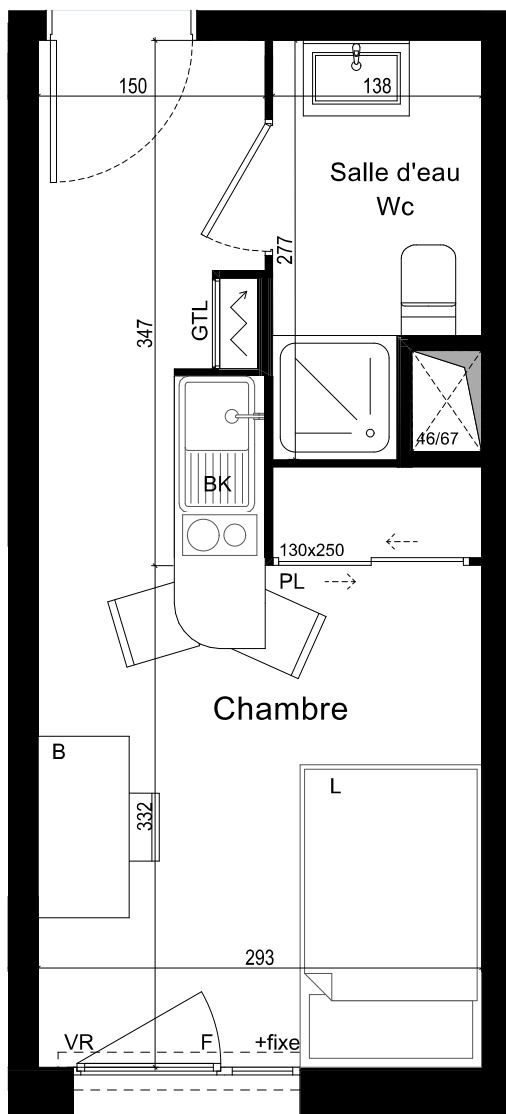 150
138
Salle d'eau
Wc
277
GTL
347
46/67
BK
130x250
PL
Chambre
B
L
332
293
VR
F
+fixe